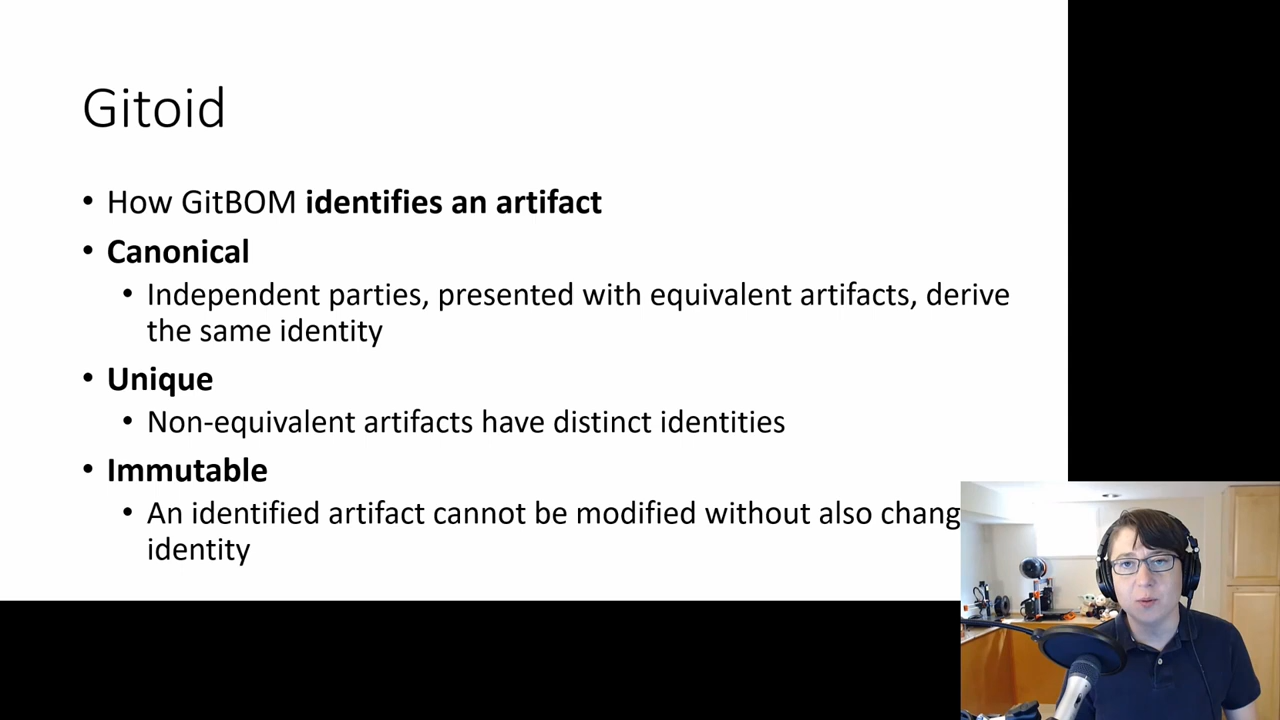 Gitoid
• How GitBOM identifies an artifact
• Canonical
• Independent parties, presented with equivalent artifacts, derive
the same identity
• Unique
• Non-equivalent artifacts have distinct identities
• Immutable
• An identified artifact cannot be modified without also chang
identity